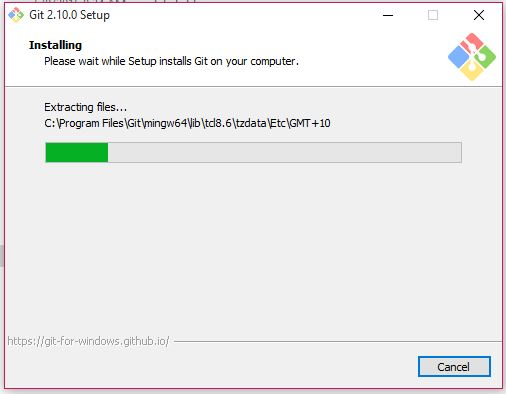 Git 2.10.0 Setup
Installing
Please wait while Setup installs Git on your computer.
Extracting files...
C:\Program Files\Git\mingw64\lib\tcl8.6\tzdata\Etc\GMT+10
https://git-for-windows.github.io/
Cancel